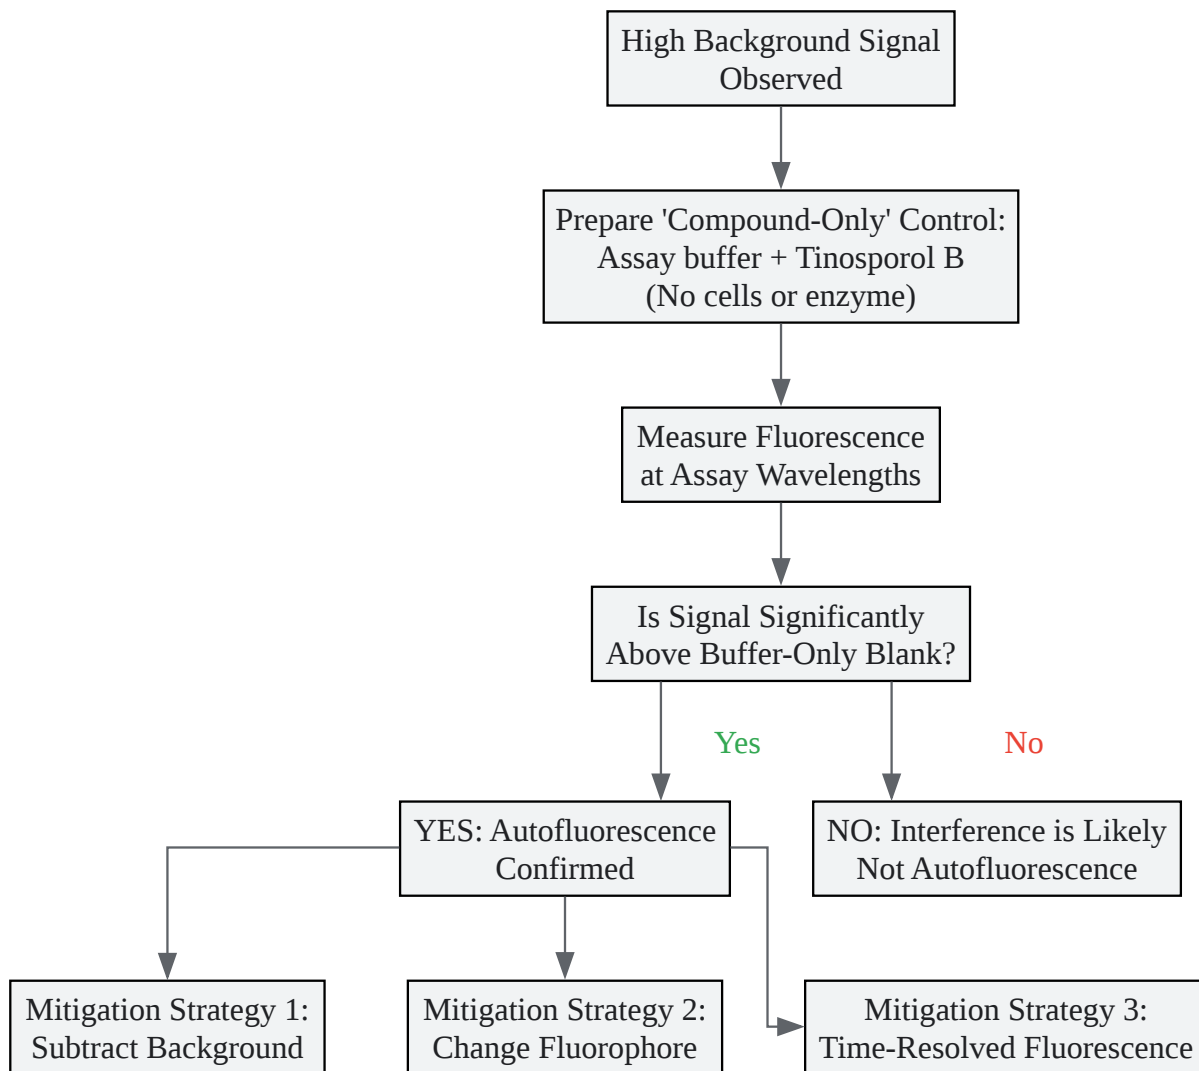 High Background Signal
Observed
Prepare 'Compound-Only' Control:
Assay buffer + Tinosporol B
(No cells or enzyme)
Measure Fluorescence
at Assay Wavelengths
Is Signal Significantly
Above Buffer-Only Blank?
Yes
No
YES: Autofluorescence
Confirmed
NO: Interference is Likely
Not Autofluorescence
Mitigation Strategy 1:
Subtract Background
Mitigation Strategy 2:
Change Fluorophore
Mitigation Strategy 3:
Time-Resolved Fluorescence